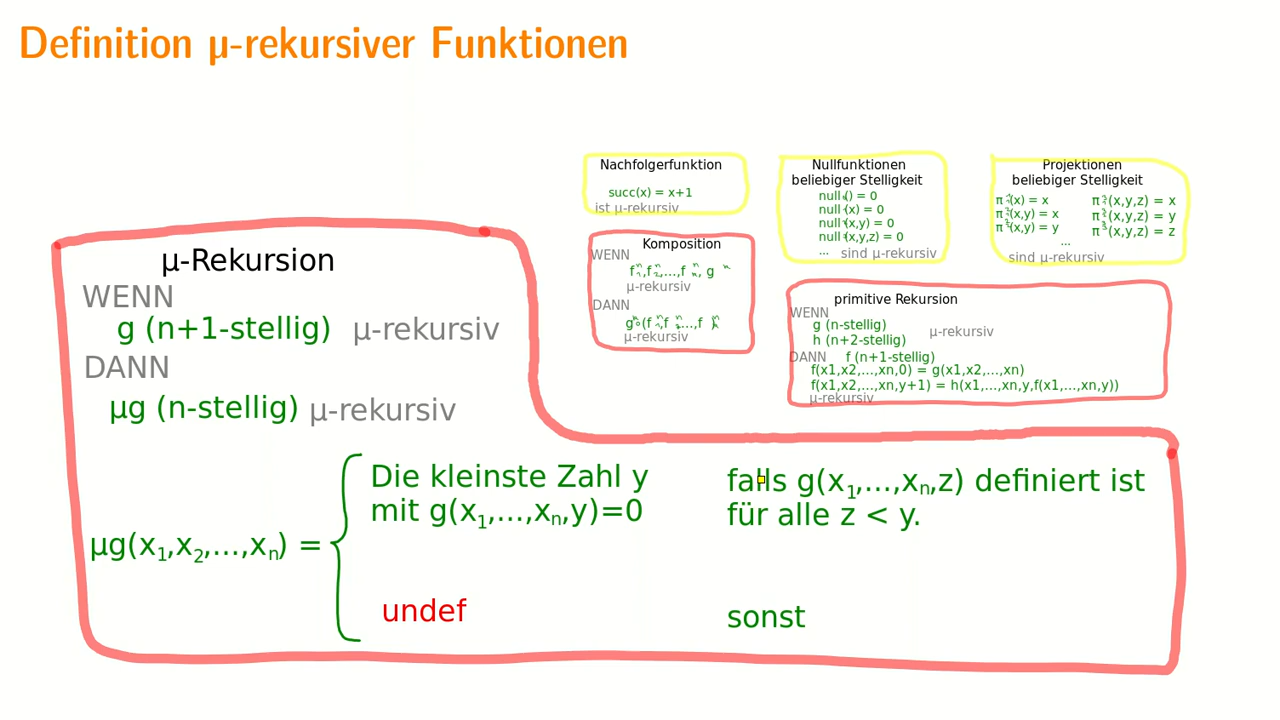 Definition µ-rekursiver Funktionen
Nachfolgerfunktion
succ(x) = x+1
ist µ-rekursiv
Nullfunktionen
beliebiger Stelligkeit
null () = 0
null (x) = 0
null (x,y) = 0
null (x,y,z) = 0
... sind µ-rekursiv
Projektionen
beliebiger Stelligkeit
π (x) = x
π (x,y) = x
π (x,y) = y
π (x,y,z) = x
π (x,y,z) = y
π (x,y,z) = z
...
sind µ-rekursiv
Komposition
WENN
f ,f ,...,f , g
µ-rekursiv
DANN
g∘(f ,f ,...,f )
µ-rekursiv
primitive Rekursion
WENN
g (n-stellig)
h (n+2-stellig)
µ-rekursiv
DANN f (n+1-stellig)
f(x1,x2,...,xn,0) = g(x1,x2,...,xn)
f(x1,x2,...,xn,y+1) = h(x1,...,xn,y,f(x1,...,xn,y))
µ-rekursiv
µ-Rekursion
WENN
g (n+1-stellig) µ-rekursiv
DANN
µg (n-stellig) µ-rekursiv
µg(x₁,x₂,...,xₙ) =
Die kleinste Zahl y
mit g(x₁,...,xₙ,y)=0
falls g(x₁,...,xₙ,z) definiert ist
für alle z < y.
undef
sonst